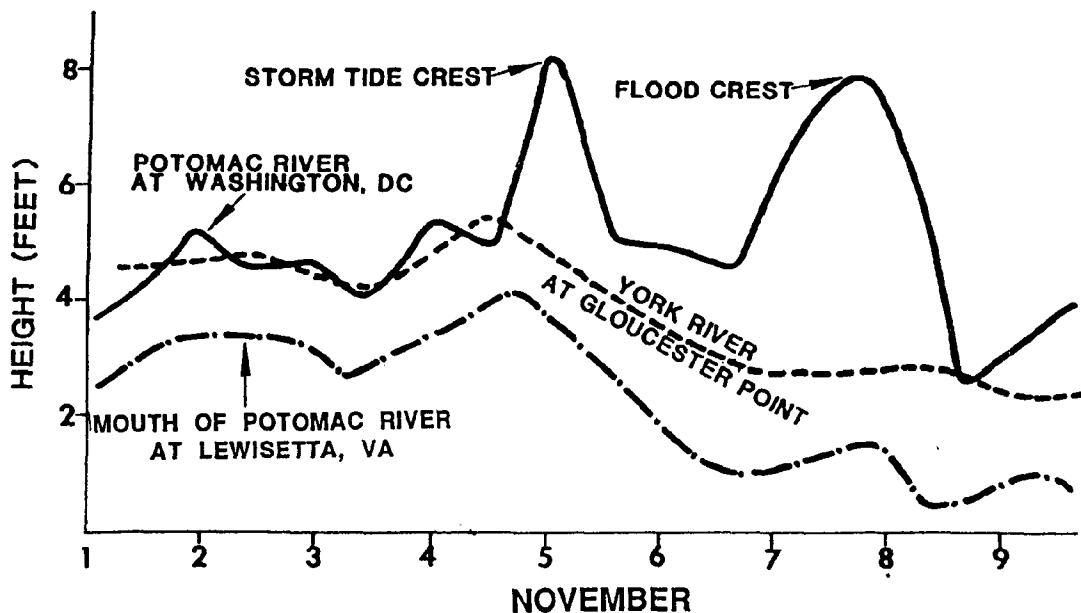 8
STORM TIDE CREST
FLOOD CREST
POTOMAC RIVER
AT WASHINGTON, DC
6
HEIGHT (FEET)
YORK RIVER
AT GLOUCESTER POINT
4
MOUTH OF POTOMAC RIVER
AT LEWISETTA, VA
2
1 2 3 4 5 6 7 8 9
NOVEMBER